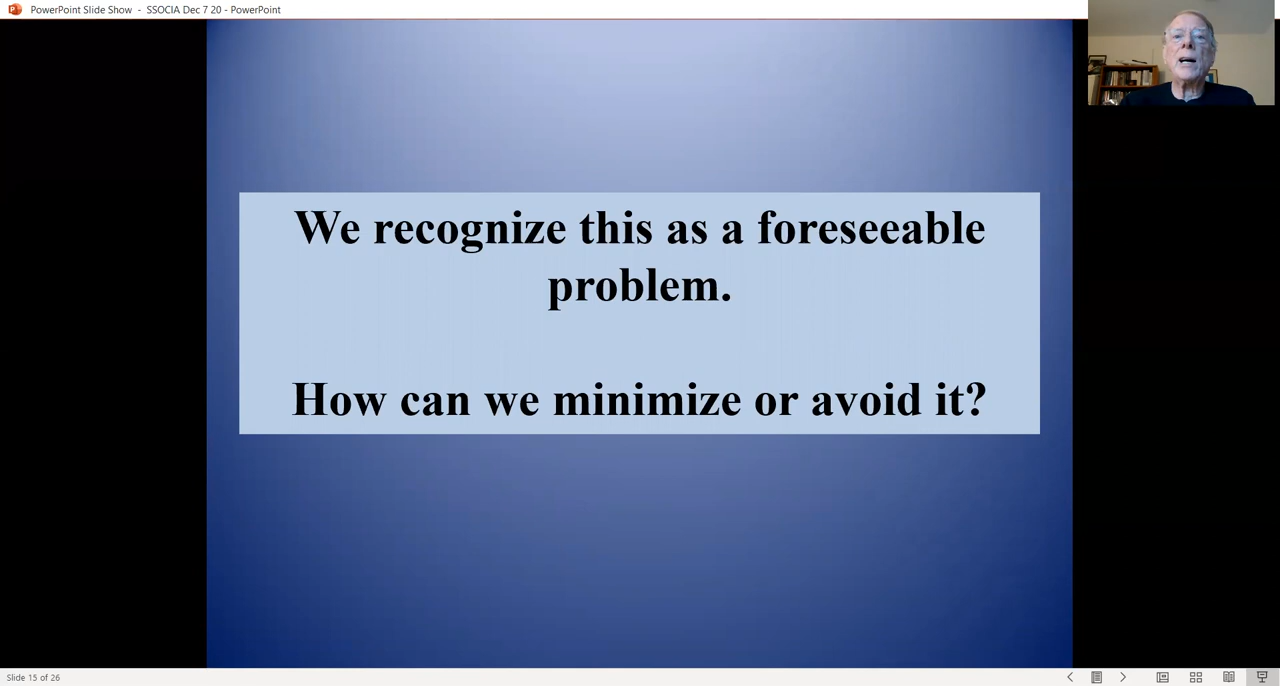 PowerPoint Slide Show - SSOCIA Dec 7 20 - PowerPoint
We recognize this as a foreseeable
problem.
How can we minimize or avoid it?
Slide 15 of 26